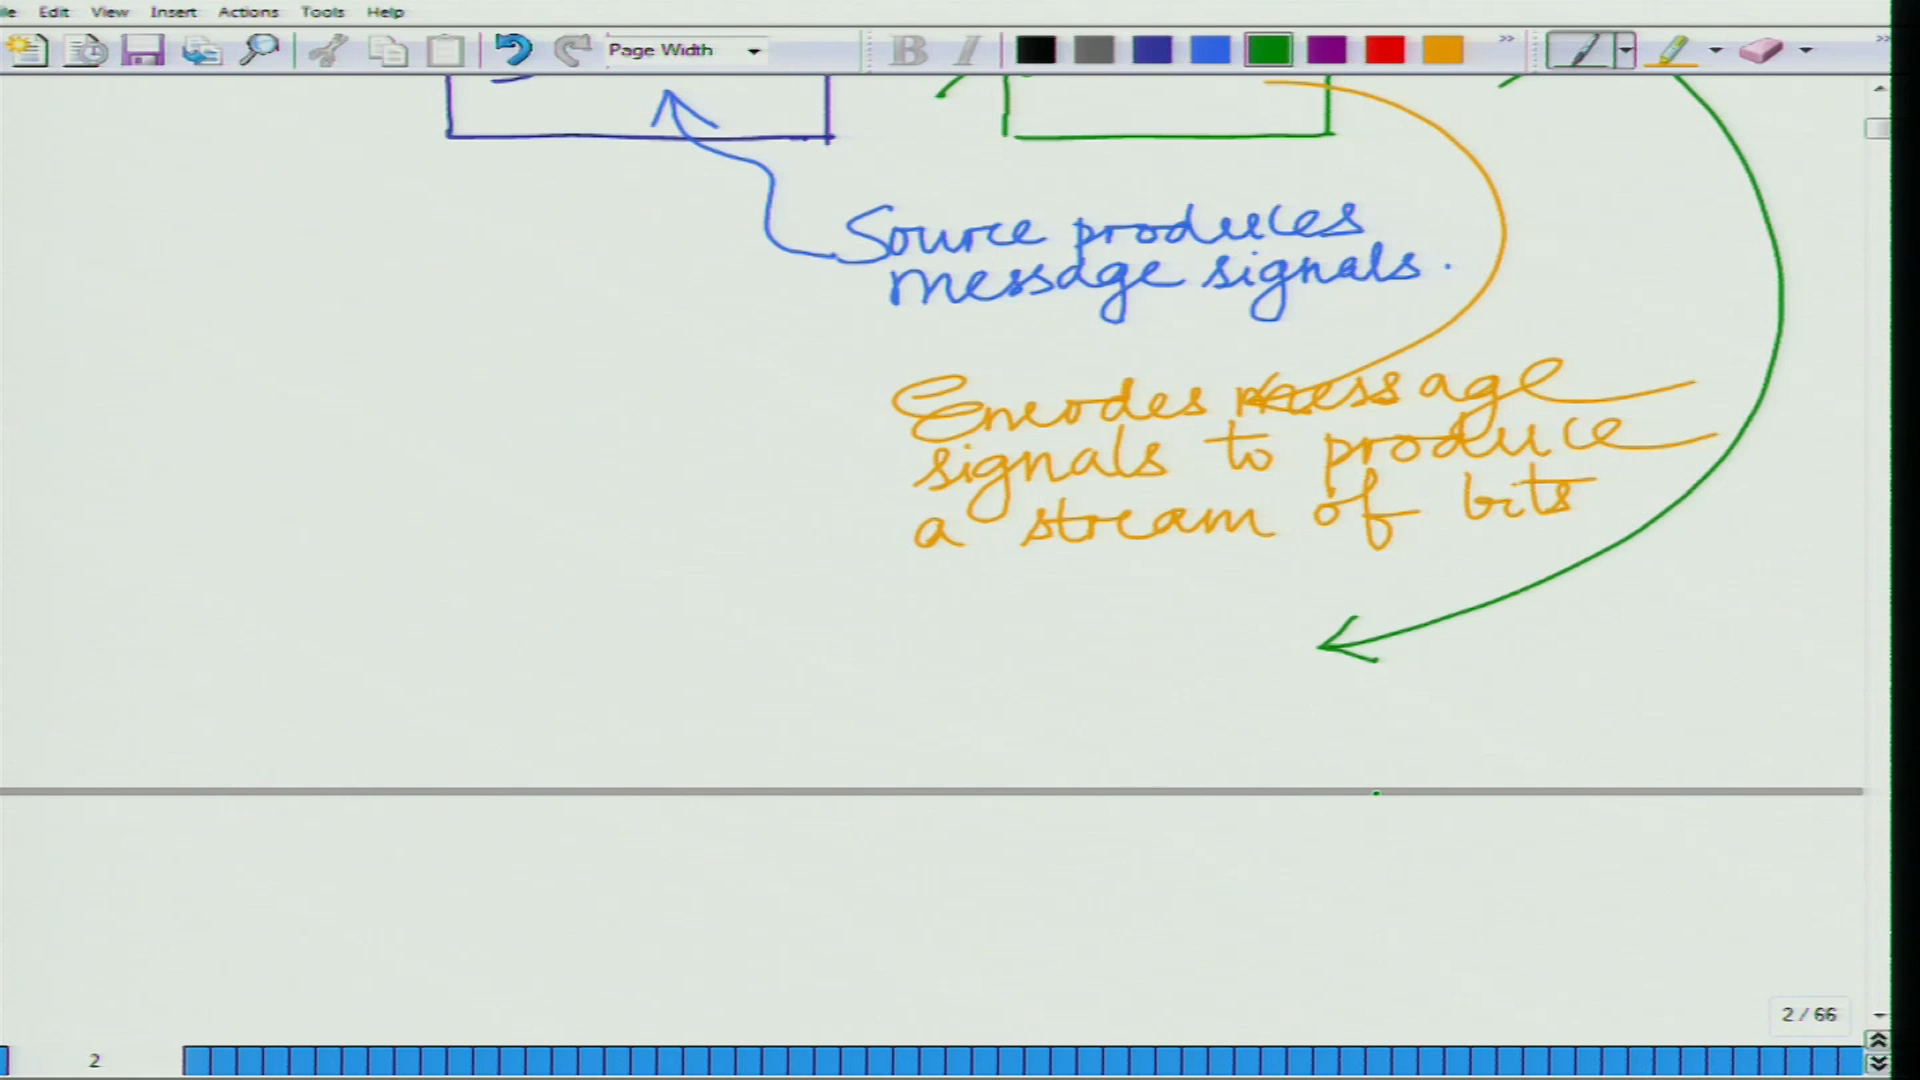 Edit View Insert Actions Tools Help
Page Width
B I
Source produces
message signals.
Encodes message
signals to produce
a stream of bits
2 / 66
2